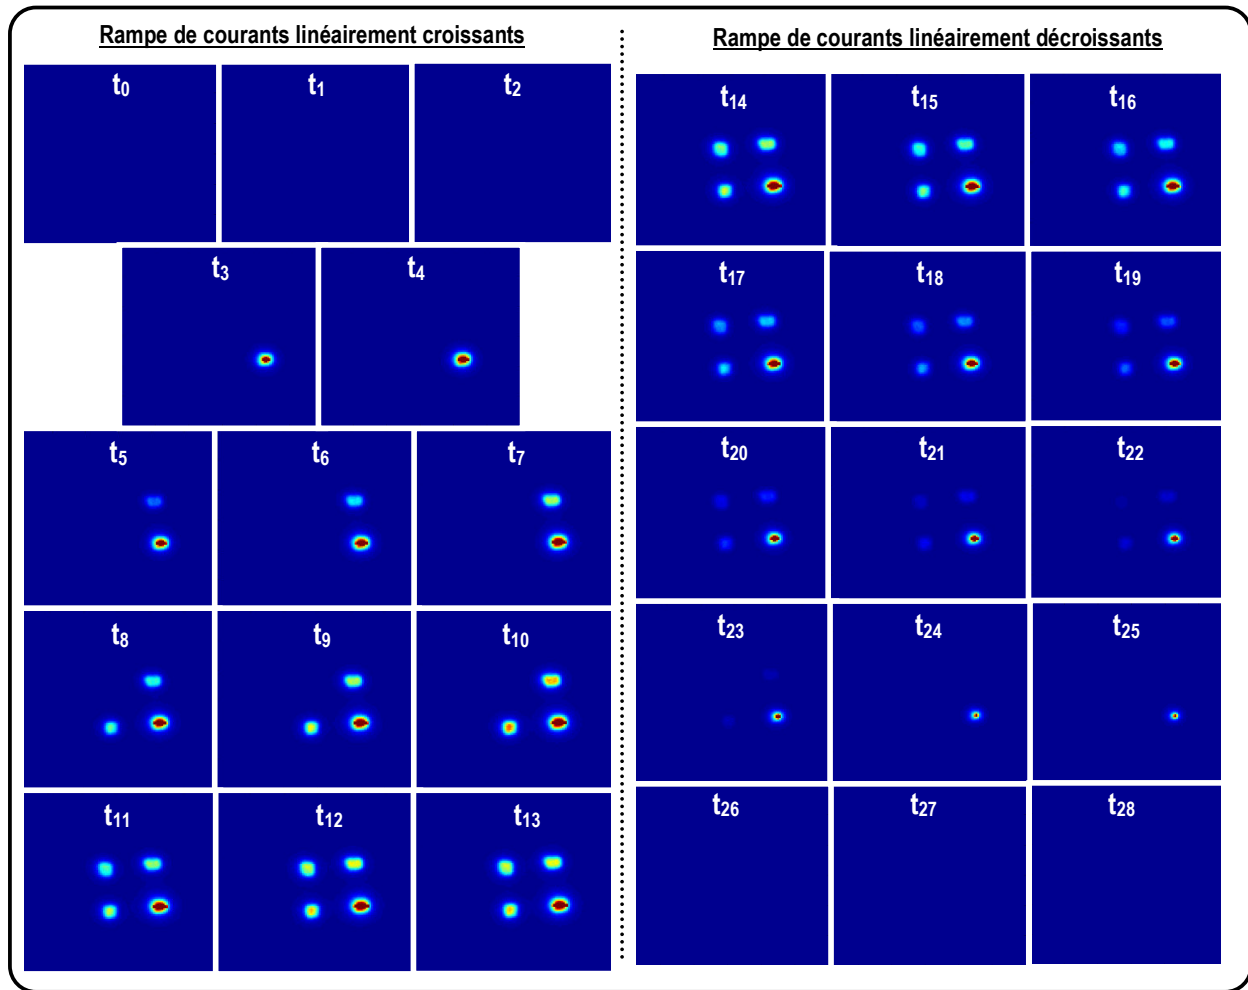 Rampe de courants linéairement croissants
t0 t1 t2
t3 t4
t5 t6 t7
t8 t9 t10
t11 t12 t13
Rampe de courants linéairement décroissants
t14 t15 t16
t17 t18 t19
t20 t21 t22
t23 t24 t25
t26 t27 t28